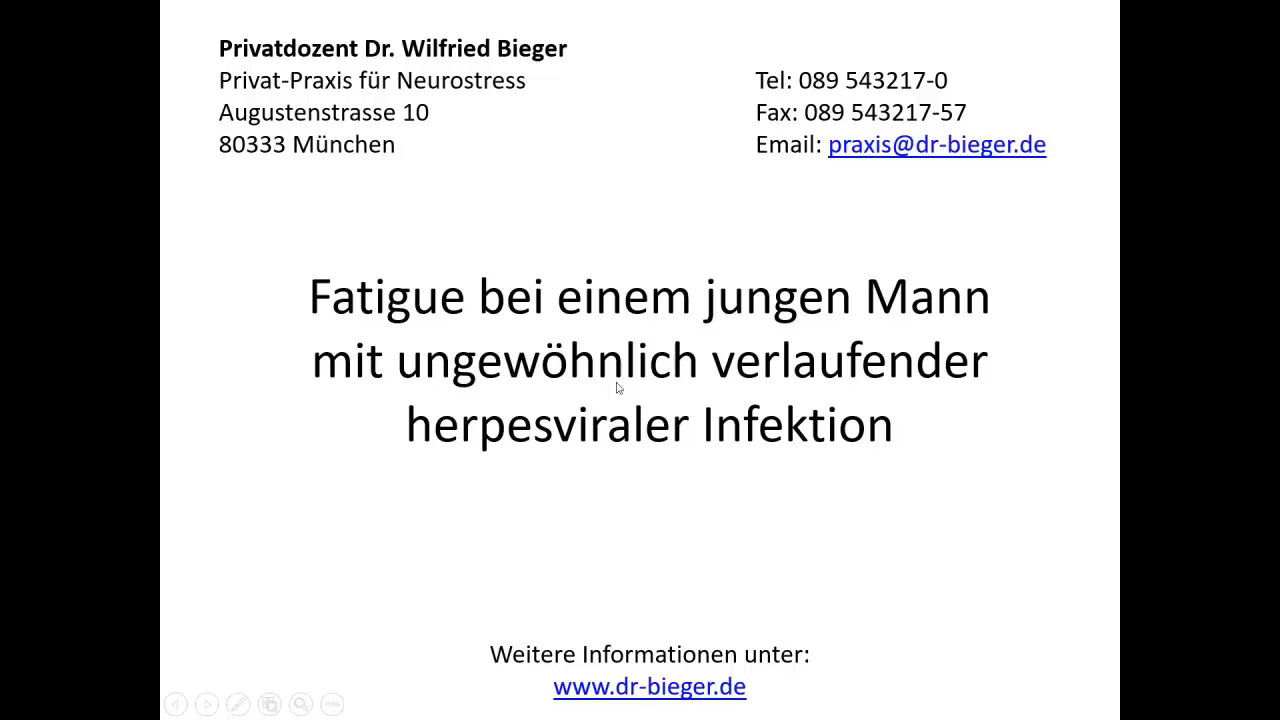 Privatdozent Dr. Wilfried Bieger
Privat-Praxis für Neurostress
Augustenstrasse 10
80333 München
Tel: 089 543217-0
Fax: 089 543217-57
Email: praxis@dr-bieger.de
Fatigue bei einem jungen Mann
mit ungewöhnlich verlaufender
herpesviraler Infektion
Weitere Informationen unter:
www.dr-bieger.de